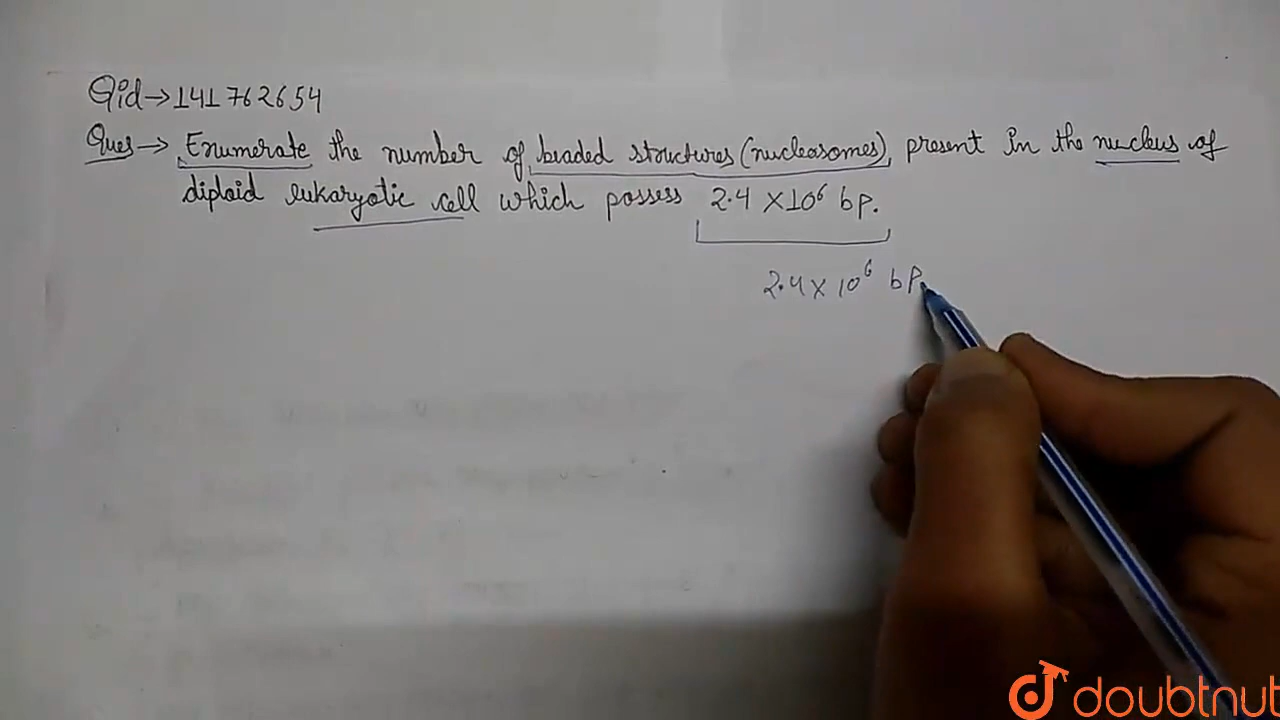 Qid→141762654
Ques→ Enumerate the number of beaded structures (nucleosomes), present in the nucleus of
diploid eukaryotic cell which possess 2.4 × 10⁶ bp.
2.4 × 10⁶ bp
doubtnut